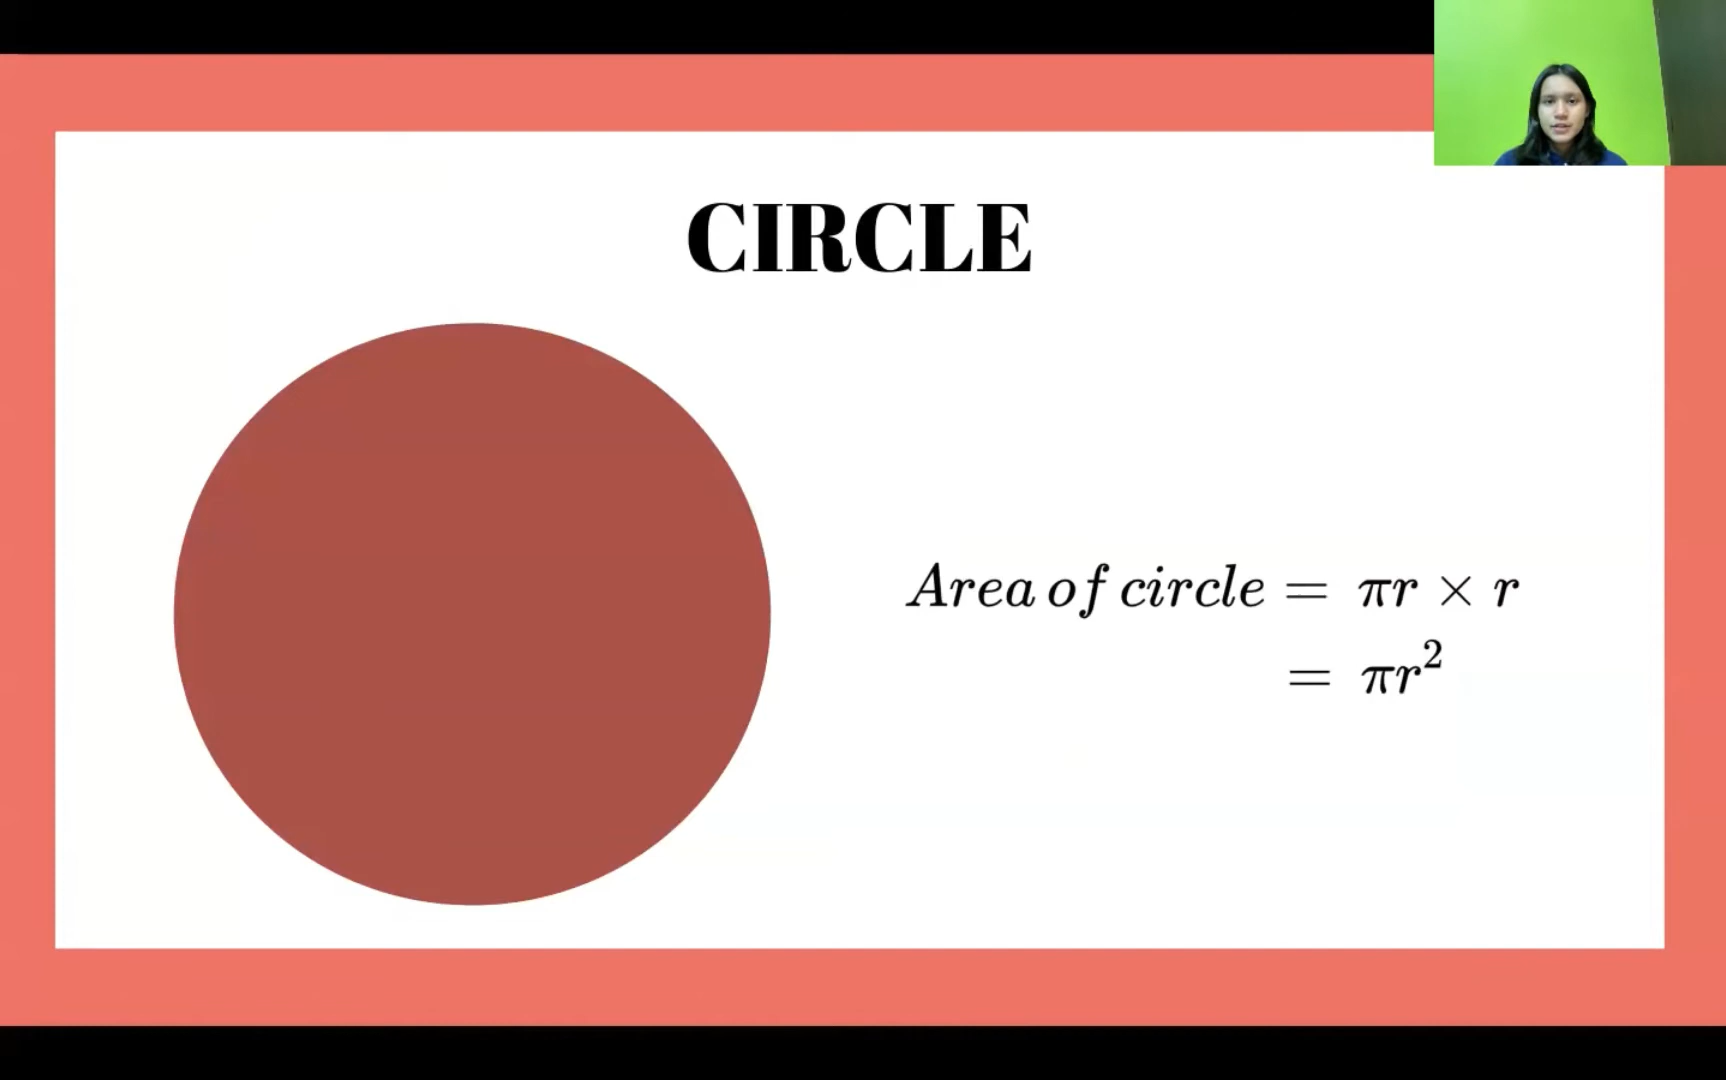 CIRCLE
Area of circle = πr × r
= πr²